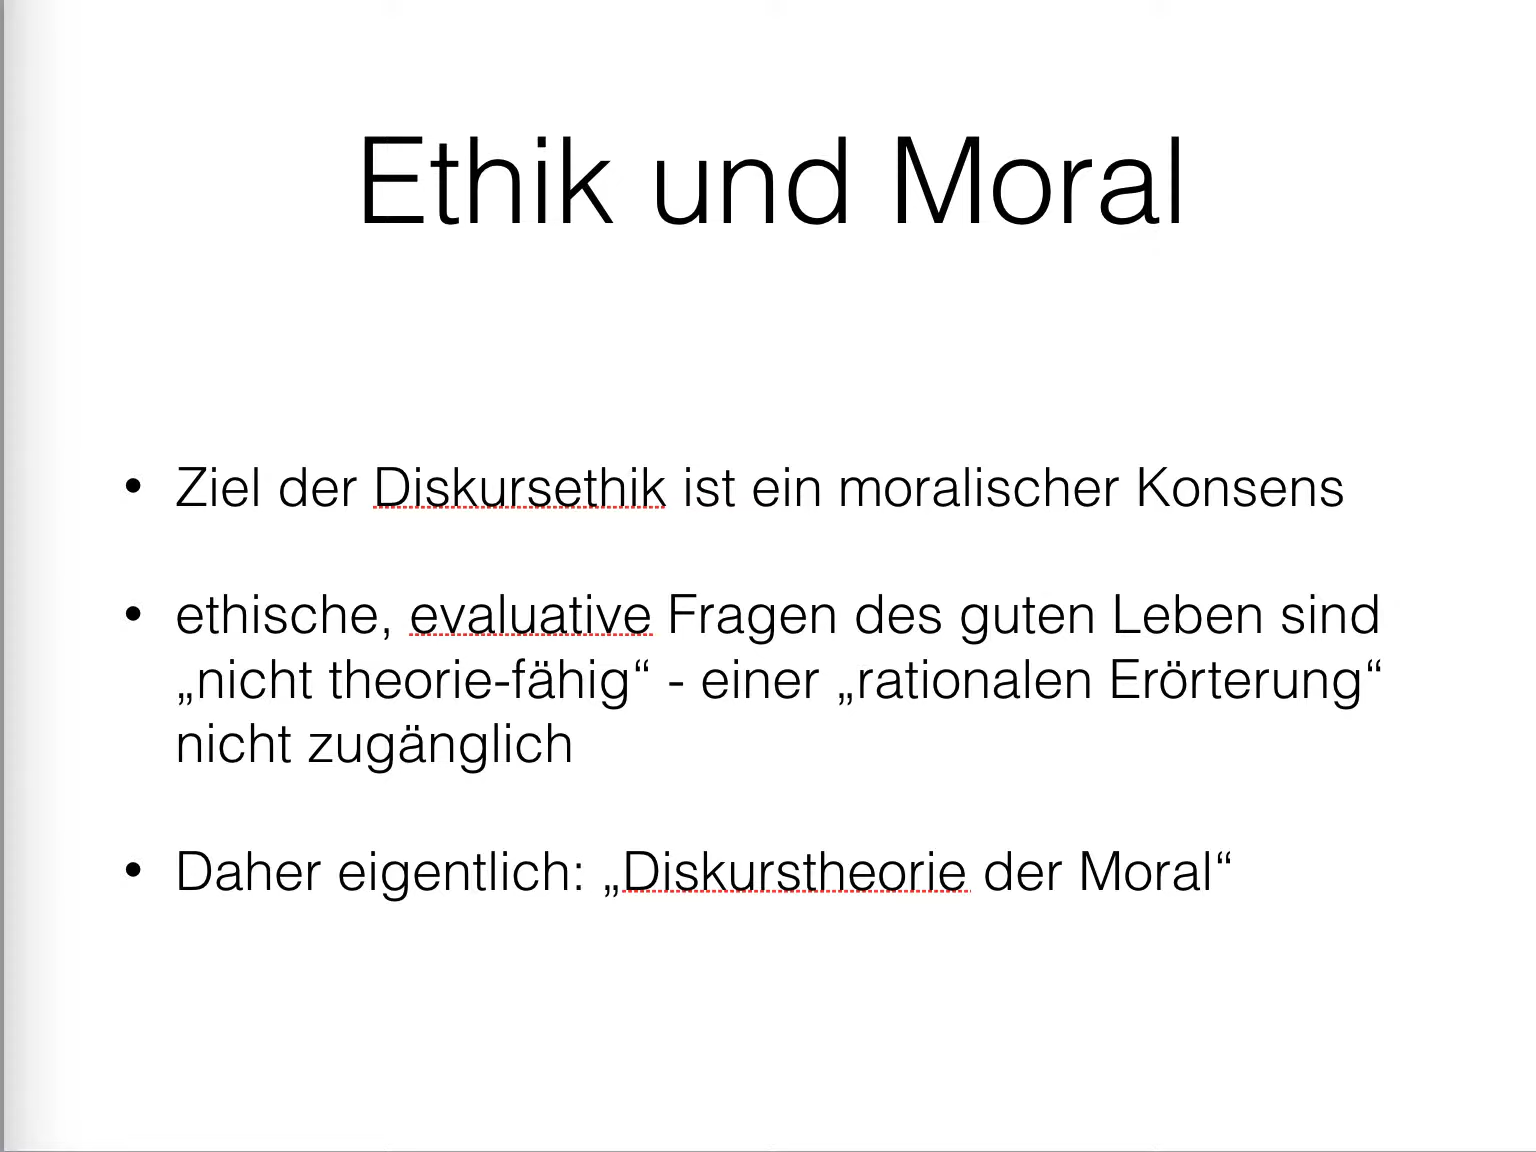 Ethik und Moral
• Ziel der Diskursethik ist ein moralischer Konsens
• ethische, evaluative Fragen des guten Leben sind
„nicht theorie-fähig“ - einer „rationalen Erörterung“
nicht zugänglich
• Daher eigentlich: „Diskurstheorie der Moral“